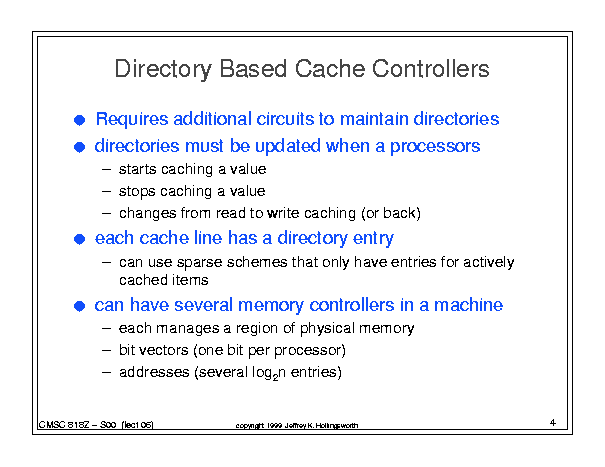 Directory Based Cache Controllers
● Requires additional circuits to maintain directories
● directories must be updated when a processors
– starts caching a value
– stops caching a value
– changes from read to write caching (or back)
● each cache line has a directory entry
– can use sparse schemes that only have entries for actively
cached items
● can have several memory controllers in a machine
– each manages a region of physical memory
– bit vectors (one bit per processor)
– addresses (several log₂n entries)
CMSC 818Z – S00 (lect06)
copyright 1999 Jeffrey K. Hollingsworth
4